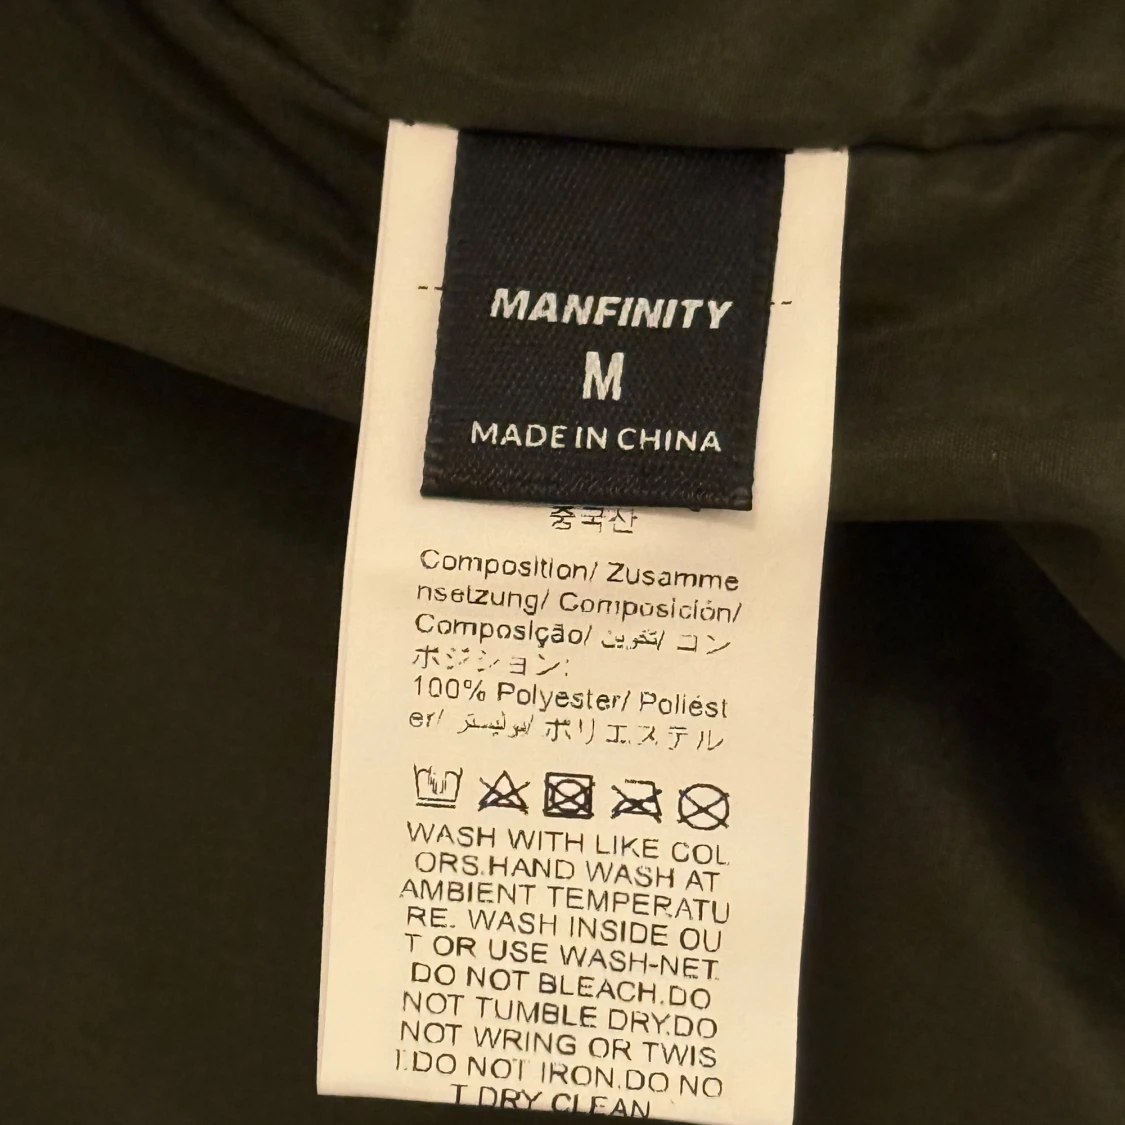 MANFINITY
M
MADE IN CHINA
중국산
Composition/ Zusamme
nsetzung/ Composición/
Composição/ تكوين/ コン
ポジション:
100% Polyester/ Poliést
er/ بوليستر/ ポリエステル
WASH WITH LIKE COL
ORS.HAND WASH AT
AMBIENT TEMPERATU
RE. WASH INSIDE OU
T OR USE WASH-NET.
DO NOT BLEACH.DO
NOT TUMBLE DRY.DO
NOT WRING OR TWIS
T.DO NOT IRON.DO NO
T DRY CLEAN